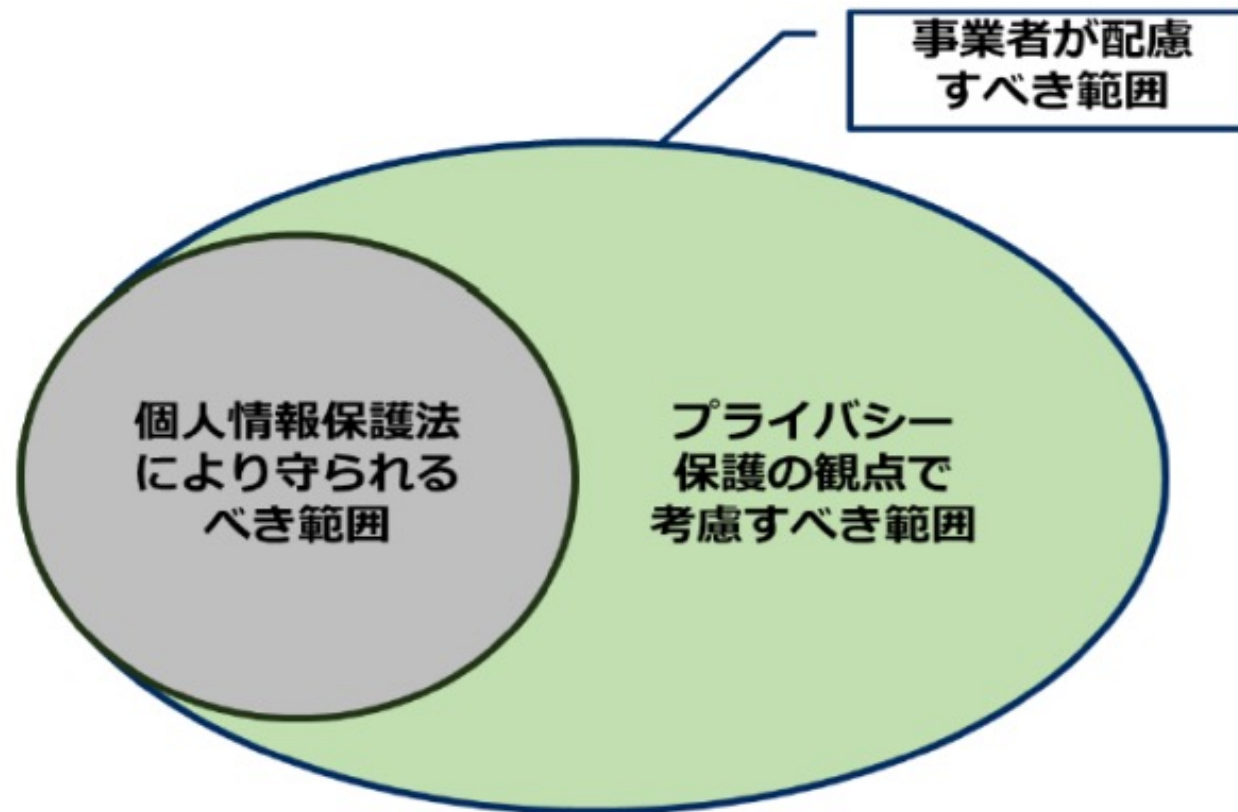 事業者が配慮
すべき範囲
個人情報保護法
により守られる
べき範囲
プライバシー
保護の観点で
考慮すべき範囲